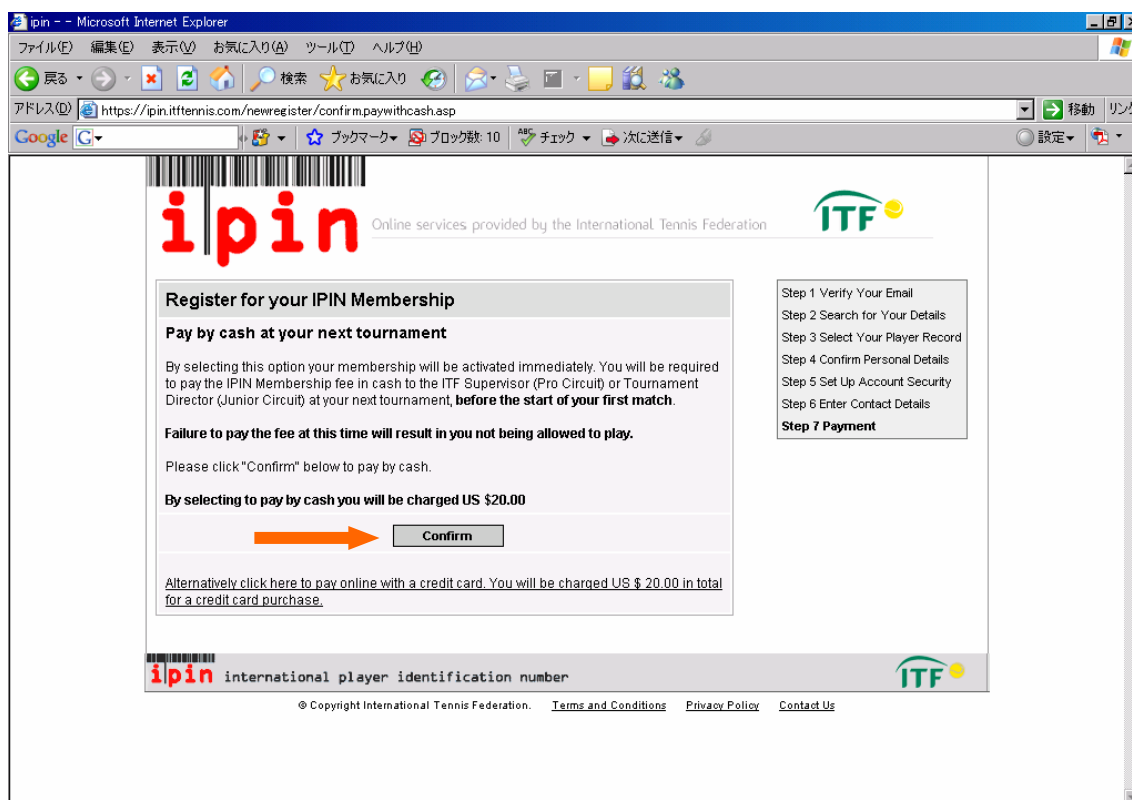 ipin - - Microsoft Internet Explorer
ファイル(F) 編集(E) 表示(V) お気に入り(A) ツール(T) ヘルプ(H)
戻る 検索 お気に入り
アドレス(D) https://ipin.itftennis.com/newregister/confirm.paywithcash.asp 移動 リンク
Google G ブックマーク ブロック数: 10 ABC チェック 次に送信 設定
ipin Online services provided by the International Tennis Federation ITF
Register for your IPIN Membership
Pay by cash at your next tournament
By selecting this option your membership will be activated immediately. You will be required
to pay the IPIN Membership fee in cash to the ITF Supervisor (Pro Circuit) or Tournament
Director (Junior Circuit) at your next tournament, before the start of your first match.
Failure to pay the fee at this time will result in you not being allowed to play.
Please click "Confirm" below to pay by cash.
By selecting to pay by cash you will be charged US $20.00
Confirm
Alternatively click here to pay online with a credit card. You will be charged US $ 20.00 in total
for a credit card purchase.
Step 1 Verify Your Email
Step 2 Search for Your Details
Step 3 Select Your Player Record
Step 4 Confirm Personal Details
Step 5 Set Up Account Security
Step 6 Enter Contact Details
Step 7 Payment
ipin international player identification number ITF
© Copyright International Tennis Federation. Terms and Conditions Privacy Policy Contact Us